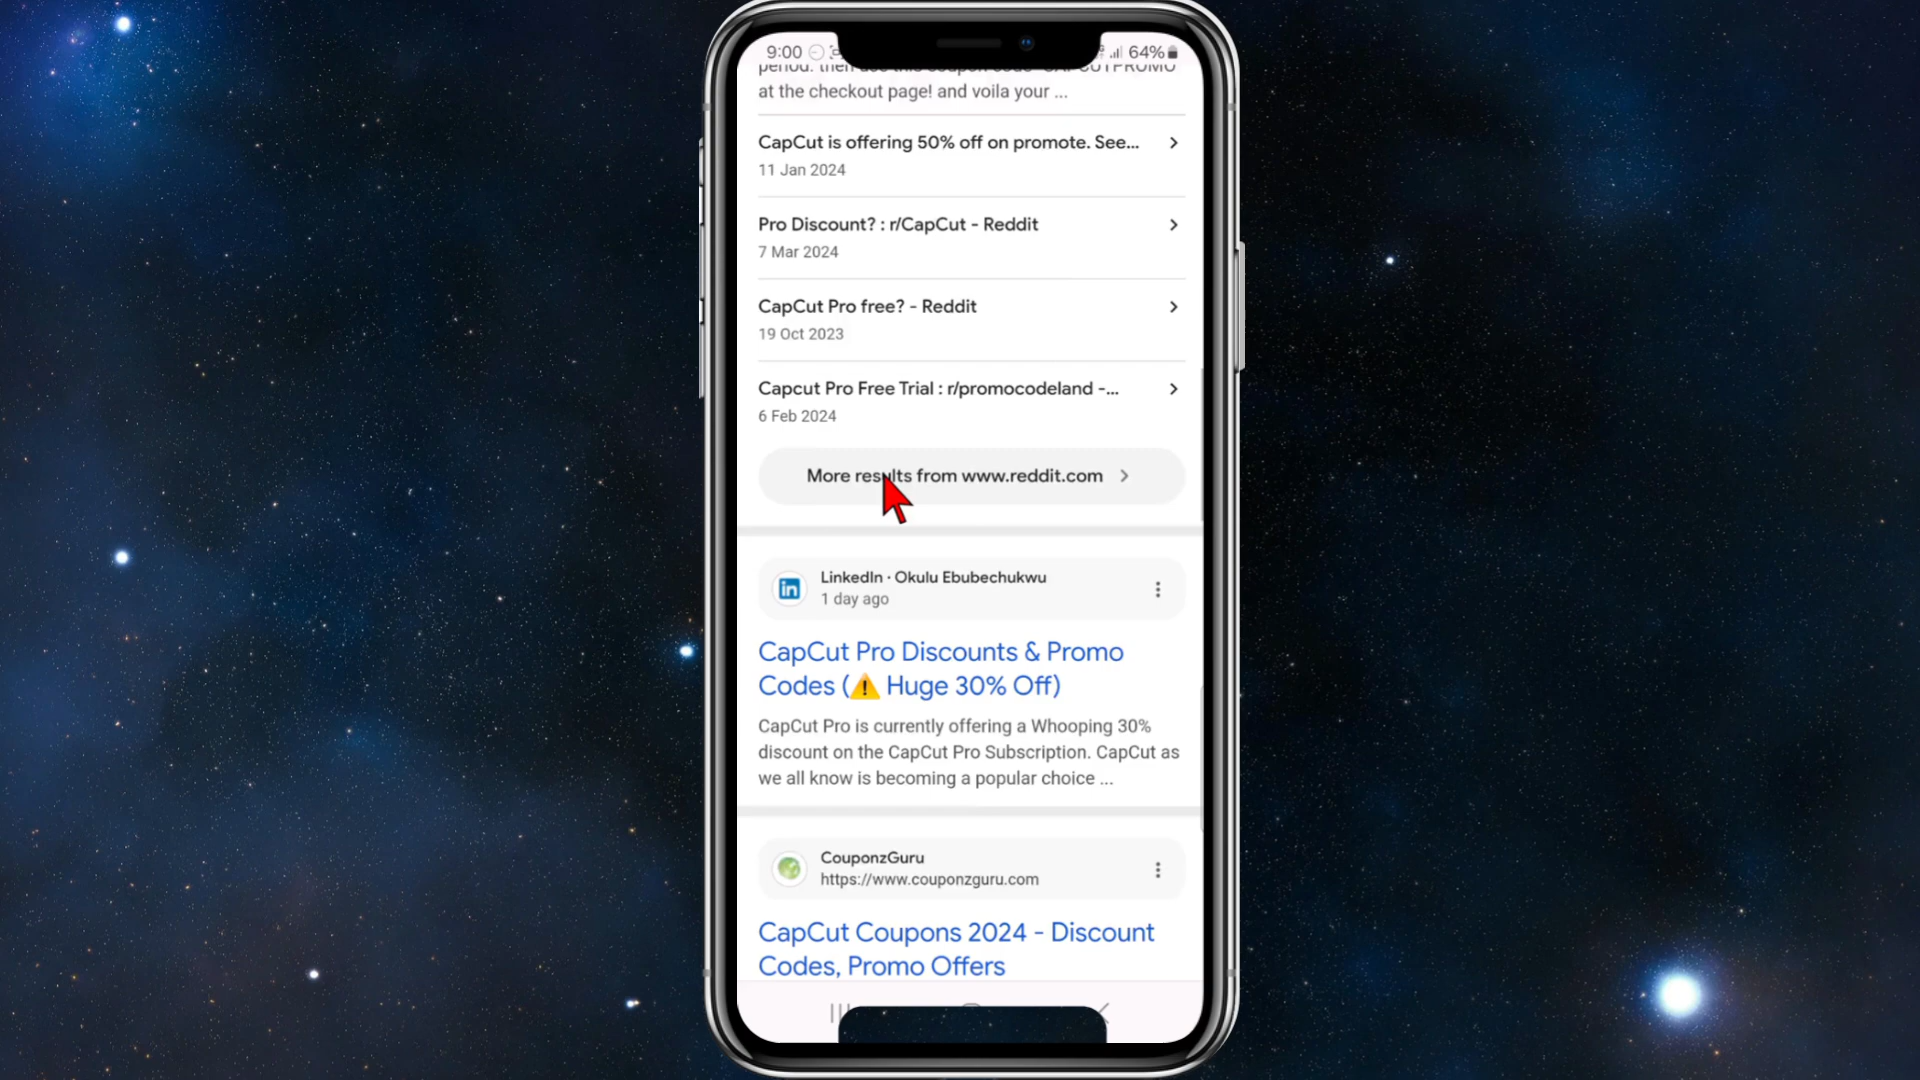 9:00 64%
at the checkout page! and voila your ...
CapCut is offering 50% off on promote. See...
11 Jan 2024
Pro Discount? : r/CapCut - Reddit
7 Mar 2024
CapCut Pro free? - Reddit
19 Oct 2023
Capcut Pro Free Trial : r/promocodeland -...
6 Feb 2024
More results from www.reddit.com
LinkedIn · Okulu Ebubechukwu
1 day ago
CapCut Pro Discounts & Promo
Codes (⚠️ Huge 30% Off)
CapCut Pro is currently offering a Whooping 30%
discount on the CapCut Pro Subscription. CapCut as
we all know is becoming a popular choice ...
CouponzGuru
https://www.couponzguru.com
CapCut Coupons 2024 - Discount
Codes, Promo Offers